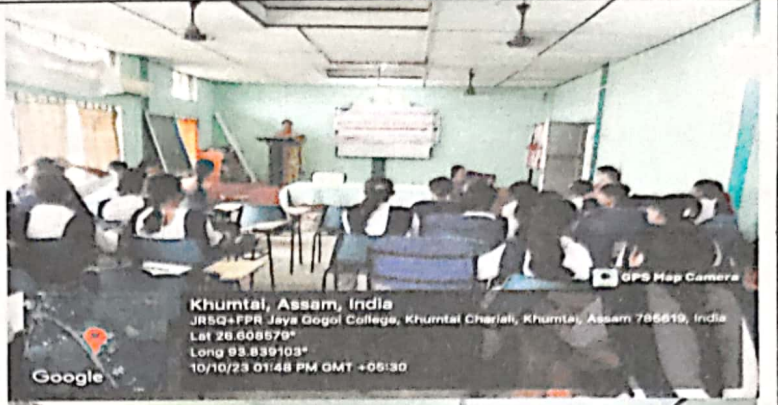 GPS Map Camera
Khumtai, Assam, India
JR5Q+FPR Jaya Gogoi College, Khumtai Chariali, Khumtai, Assam 785619, India
Lat 26.608579°
Long 93.839103°
10/10/23 01:48 PM GMT +05:30
Google